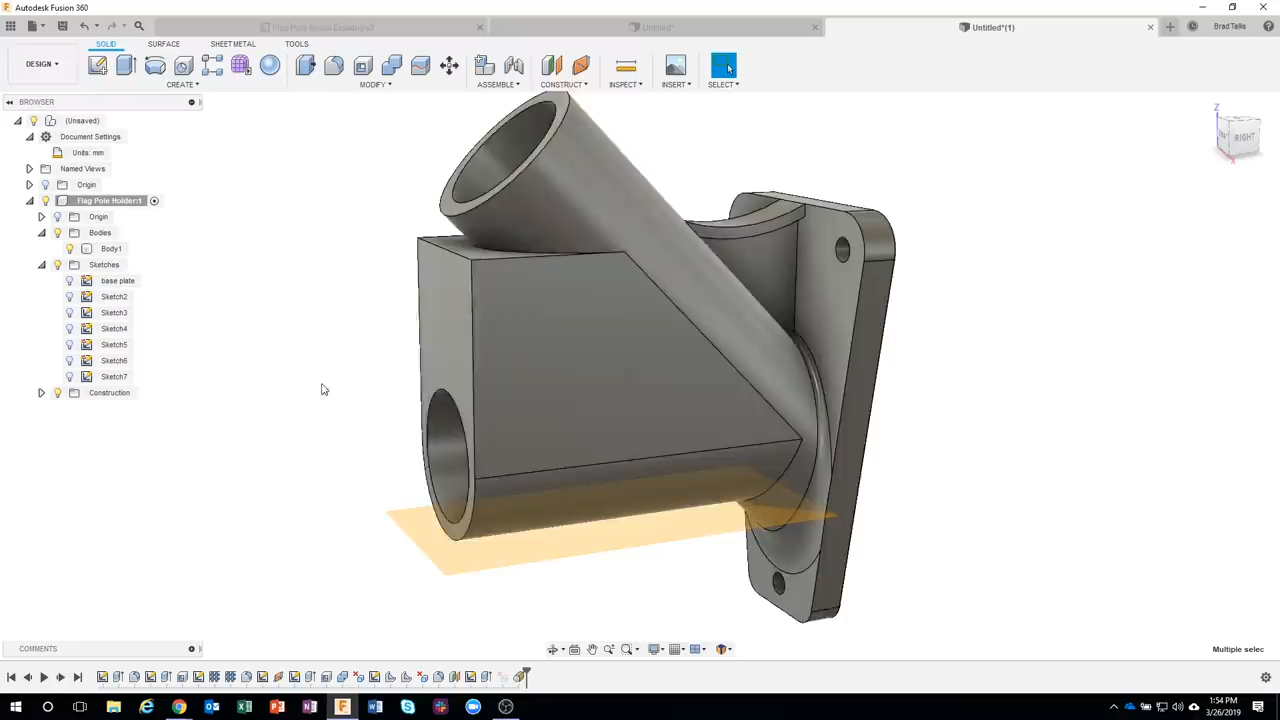 Autodesk Fusion 360
Untitled*
Untitled*(1)
Brad Tallis
SOLID
SURFACE
SHEET METAL
TOOLS
DESIGN
CREATE
MODIFY
ASSEMBLE
CONSTRUCT
INSPECT
INSERT
SELECT
BROWSER
(Unsaved)
Document Settings
Units: mm
Named Views
Origin
Flag Pole Holder:1
Origin
Bodies
Body1
Sketches
base plate
Sketch2
Sketch3
Sketch4
Sketch5
Sketch6
Sketch7
Construction
Z
RIGHT
X
COMMENTS
Multiple selec
1:54 PM
3/26/2019